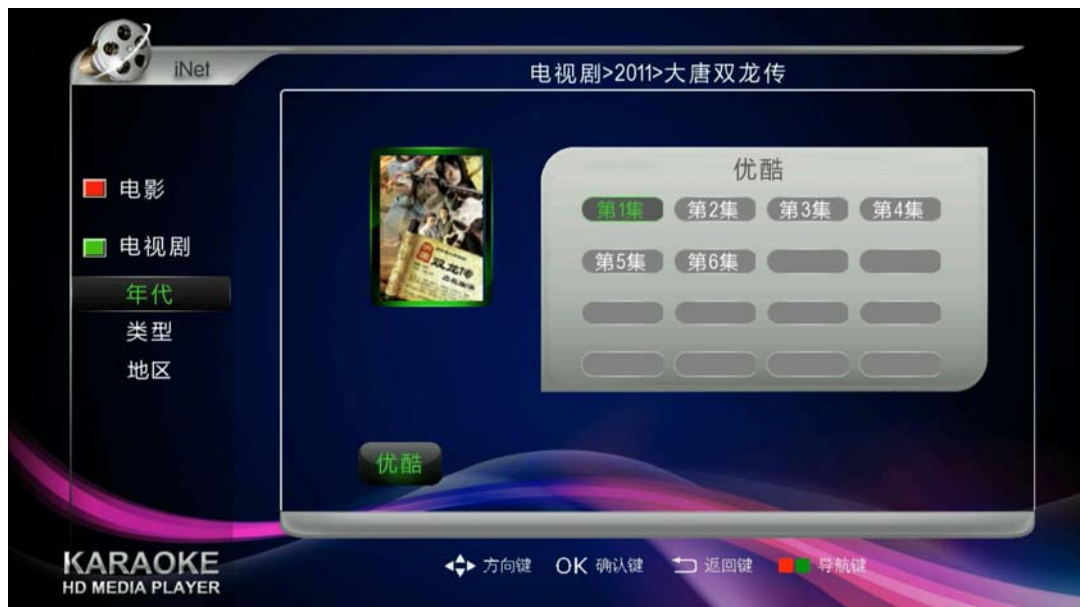 iNet
电视剧>2011>大唐双龙传
电影
电视剧
年代
类型
地区
双龙传
优酷
第1集 第2集 第3集 第4集
第5集 第6集
优酷
KARAOKE
HD MEDIA PLAYER
方向键 OK 确认键 返回键 导航键